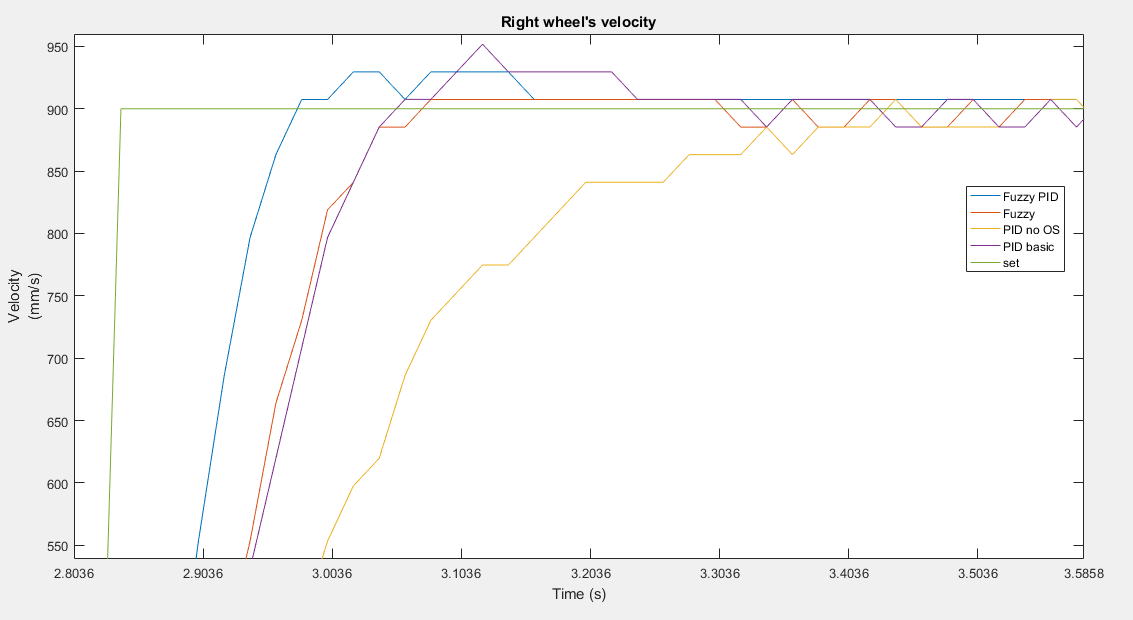 Right wheel's velocity
950
900
850
800
750
700
650
600
550
Velocity
(mm/s)
Fuzzy PID
Fuzzy
PID no OS
PID basic
set
2.8036 2.9036 3.0036 3.1036 3.2036 3.3036 3.4036 3.5036 3.5858
Time (s)